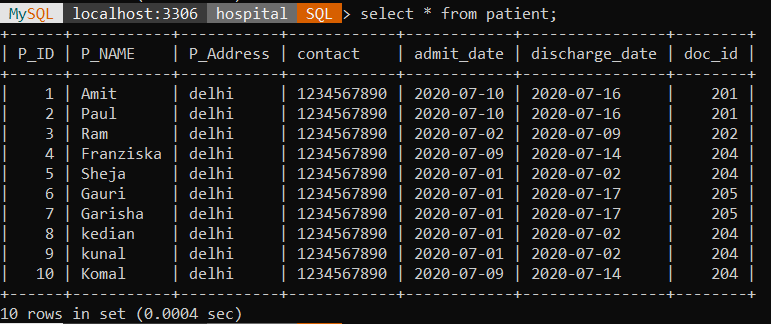 MySQL localhost:3306 hospital SQL > select * from patient;
+------+-----------+-----------+------------+------------+----------------+--------+
| P_ID | P_NAME    | P_Address | contact    | admit_date | discharge_date | doc_id |
+------+-----------+-----------+------------+------------+----------------+--------+
|    1 | Amit      | delhi     | 1234567890 | 2020-07-10 | 2020-07-16     |    201 |
|    2 | Paul      | delhi     | 1234567890 | 2020-07-10 | 2020-07-16     |    201 |
|    3 | Ram       | delhi     | 1234567890 | 2020-07-02 | 2020-07-09     |    202 |
|    4 | Franziska | delhi     | 1234567890 | 2020-07-09 | 2020-07-14     |    204 |
|    5 | Sheja     | delhi     | 1234567890 | 2020-07-01 | 2020-07-02     |    204 |
|    6 | Gauri     | delhi     | 1234567890 | 2020-07-01 | 2020-07-17     |    205 |
|    7 | Garisha   | delhi     | 1234567890 | 2020-07-01 | 2020-07-17     |    205 |
|    8 | kedian    | delhi     | 1234567890 | 2020-07-01 | 2020-07-02     |    204 |
|    9 | kunal     | delhi     | 1234567890 | 2020-07-01 | 2020-07-02     |    204 |
|   10 | Komal     | delhi     | 1234567890 | 2020-07-09 | 2020-07-14     |    204 |
+------+-----------+-----------+------------+------------+----------------+--------+
10 rows in set (0.0004 sec)